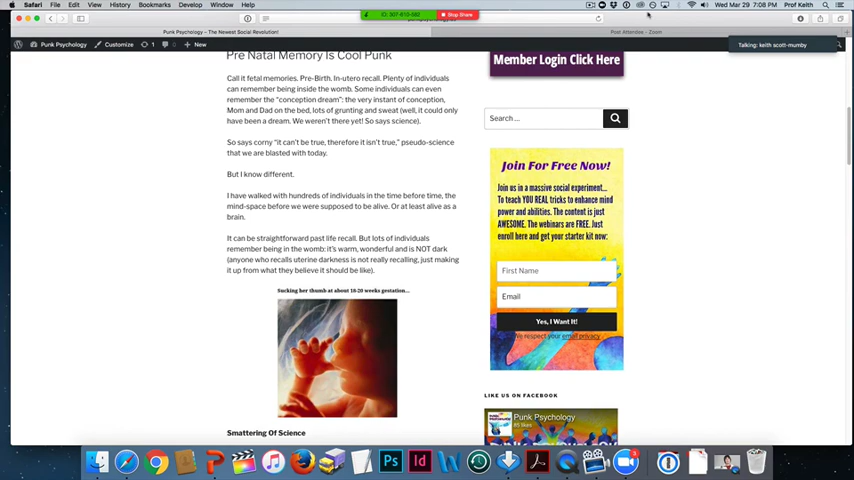 Safari File Edit View History Bookmarks Develop Window Help
Wed Mar 29 7:08 PM Prof Keith
Stop Share
Punk Psychology – The Newest Social Revolution!
Post Attendee - Zoom
Punk Psychology Customize 1 New
Talking: keith scott-mumby
Pre Natal Memory Is Cool Punk
Call it fetal memories. Pre-Birth. In-utero recall. Plenty of individuals
can remember being inside the womb. Some individuals can even
remember the "conception dream": the very instant of conception,
Mom and Dad on the bed, lots of grunting and sweat (well, it could only
have been a dream. We weren't there yet! So says science).
So says corny "it can't be true, therefore it isn't true," pseudo-science
that we are blasted with today.
But I know different.
I have walked with hundreds of individuals in the time before time, the
mind-space before we were supposed to be alive. Or at least alive as a
brain.
It can be straightforward past life recall. But lots of individuals
remember being in the womb: it's warm, wonderful and is NOT dark
(anyone who recalls uterine darkness is not really recalling, just making
it up from what they believe it should be like).
Sucking her thumb at about 18-20 weeks gestation...
Smattering Of Science
Member Login Click Here
Search ...
Join For Free Now!
Join us in a massive social experiment...
To teach YOU REAL tricks to enhance mind
power and abilities. The content is just
AWESOME. The webinars are FREE. Just
enroll here and get your starter kit now:
First Name
Email
Yes, I Want It!
We respect your email privacy
LIKE US ON FACEBOOK
Punk Psychology
85 likes
Ps Id W
3